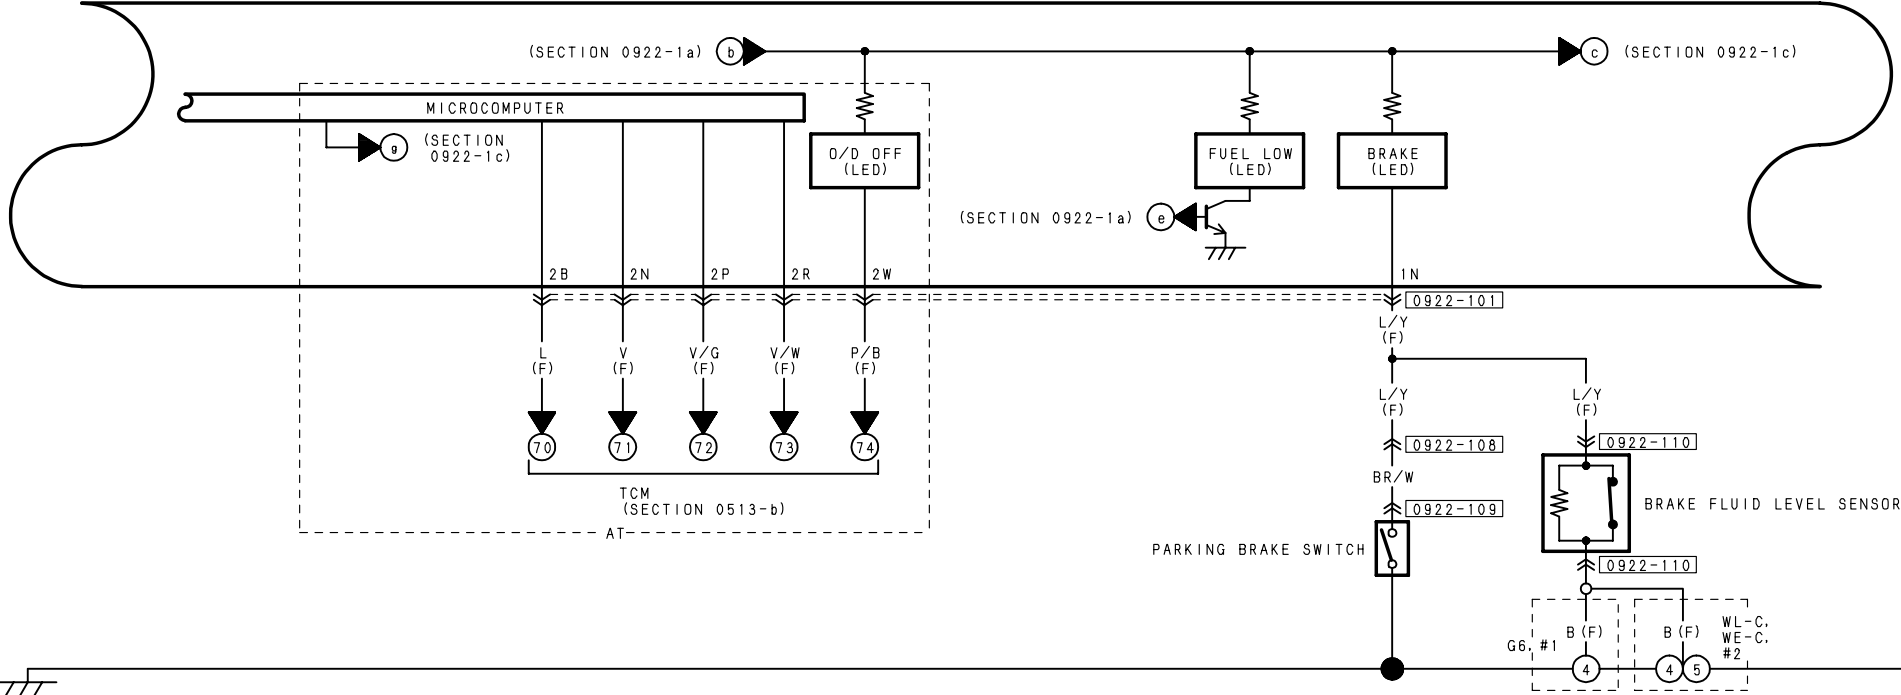 (SECTION 0922-1a) b
c (SECTION 0922-1c)
MICROCOMPUTER
g (SECTION
0922-1c)
O/D OFF
(LED)
FUEL LOW
(LED)
BRAKE
(LED)
(SECTION 0922-1a) e
2B 2N 2P 2R 2W 1N
0922-101
L/Y
(F)
L
(F)
V
(F)
V/G
(F)
V/W
(F)
P/B
(F)
L/Y
(F)
L/Y
(F)
70 71 72 73 74
0922-108
0922-110
BR/W
TCM
(SECTION 0513-b)
0922-109
BRAKE FLUID LEVEL SENSOR
AT
PARKING BRAKE SWITCH
0922-110
G6, #1
B (F)
B (F)
WL-C,
WE-C,
#2
4
4 5